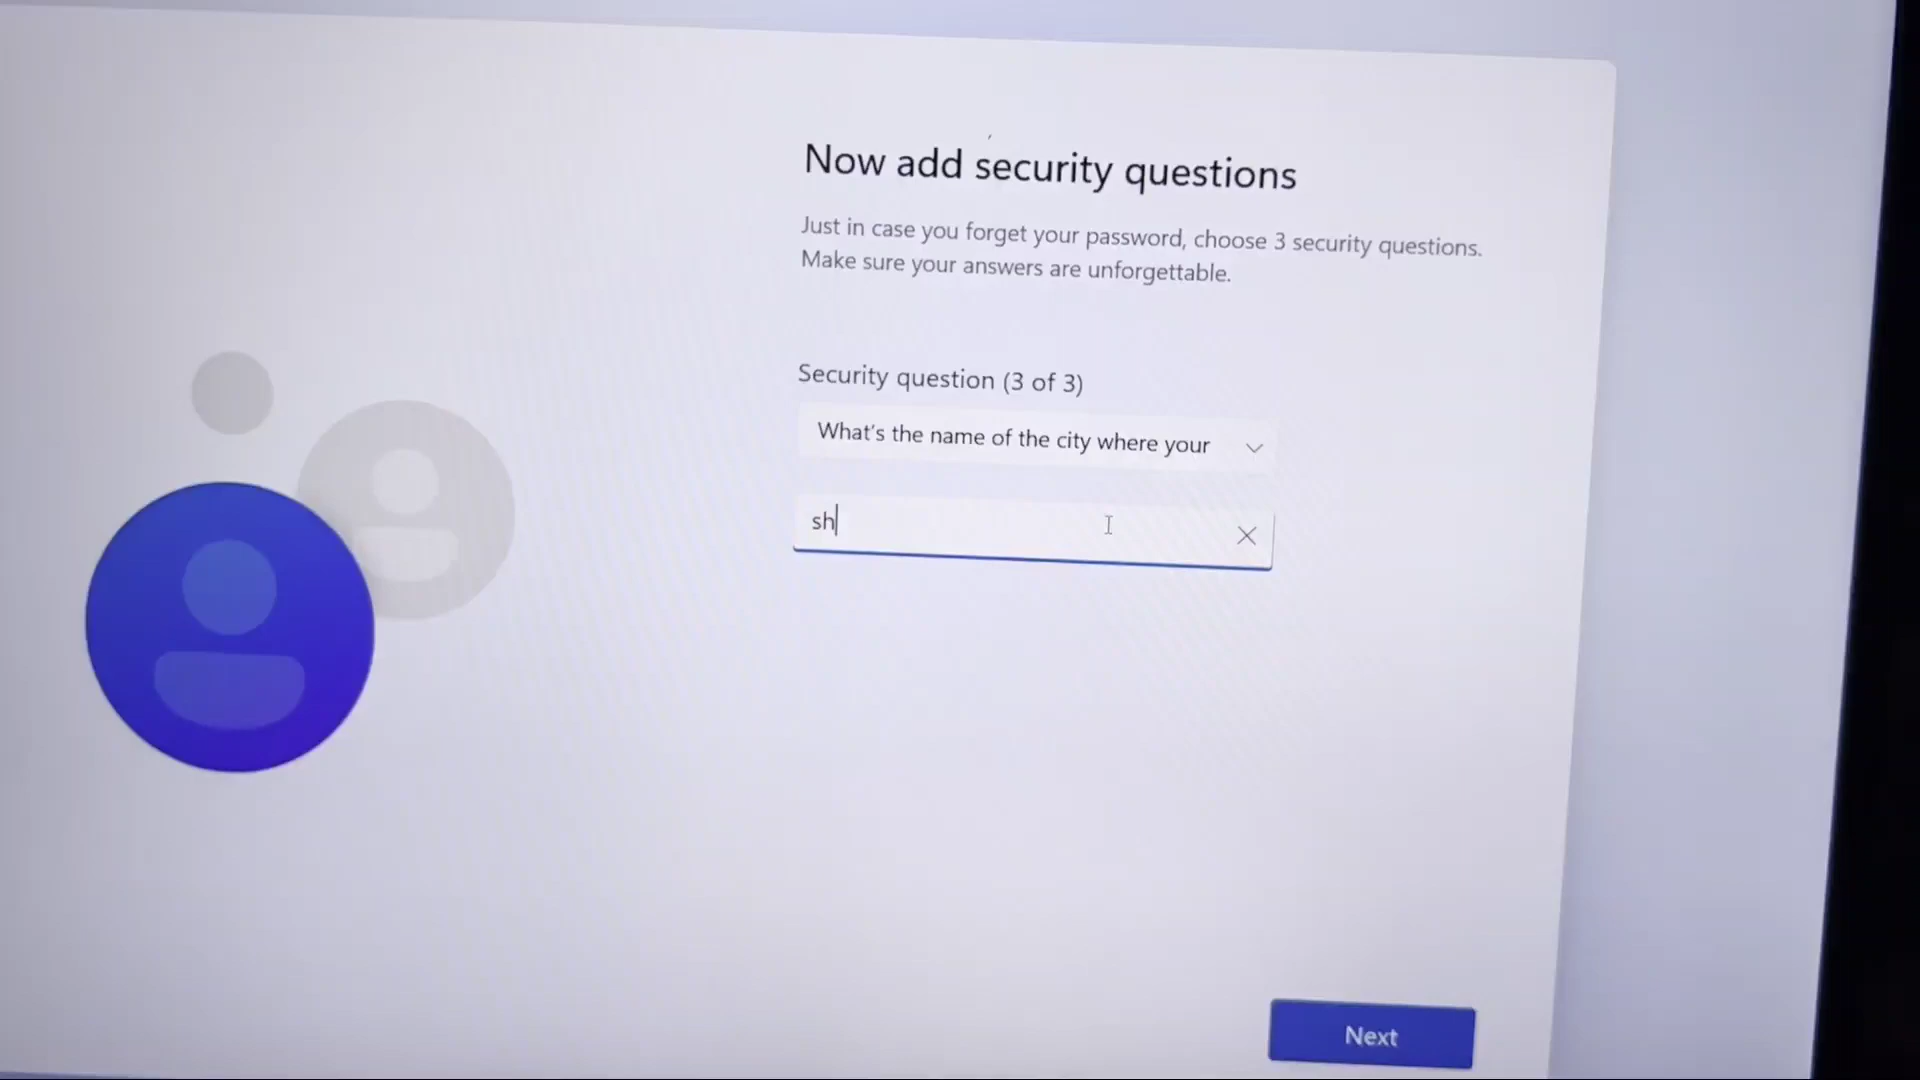 Now add security questions
Just in case you forget your password, choose 3 security questions.
Make sure your answers are unforgettable.
Security question (3 of 3)
What's the name of the city where your
sh
Next